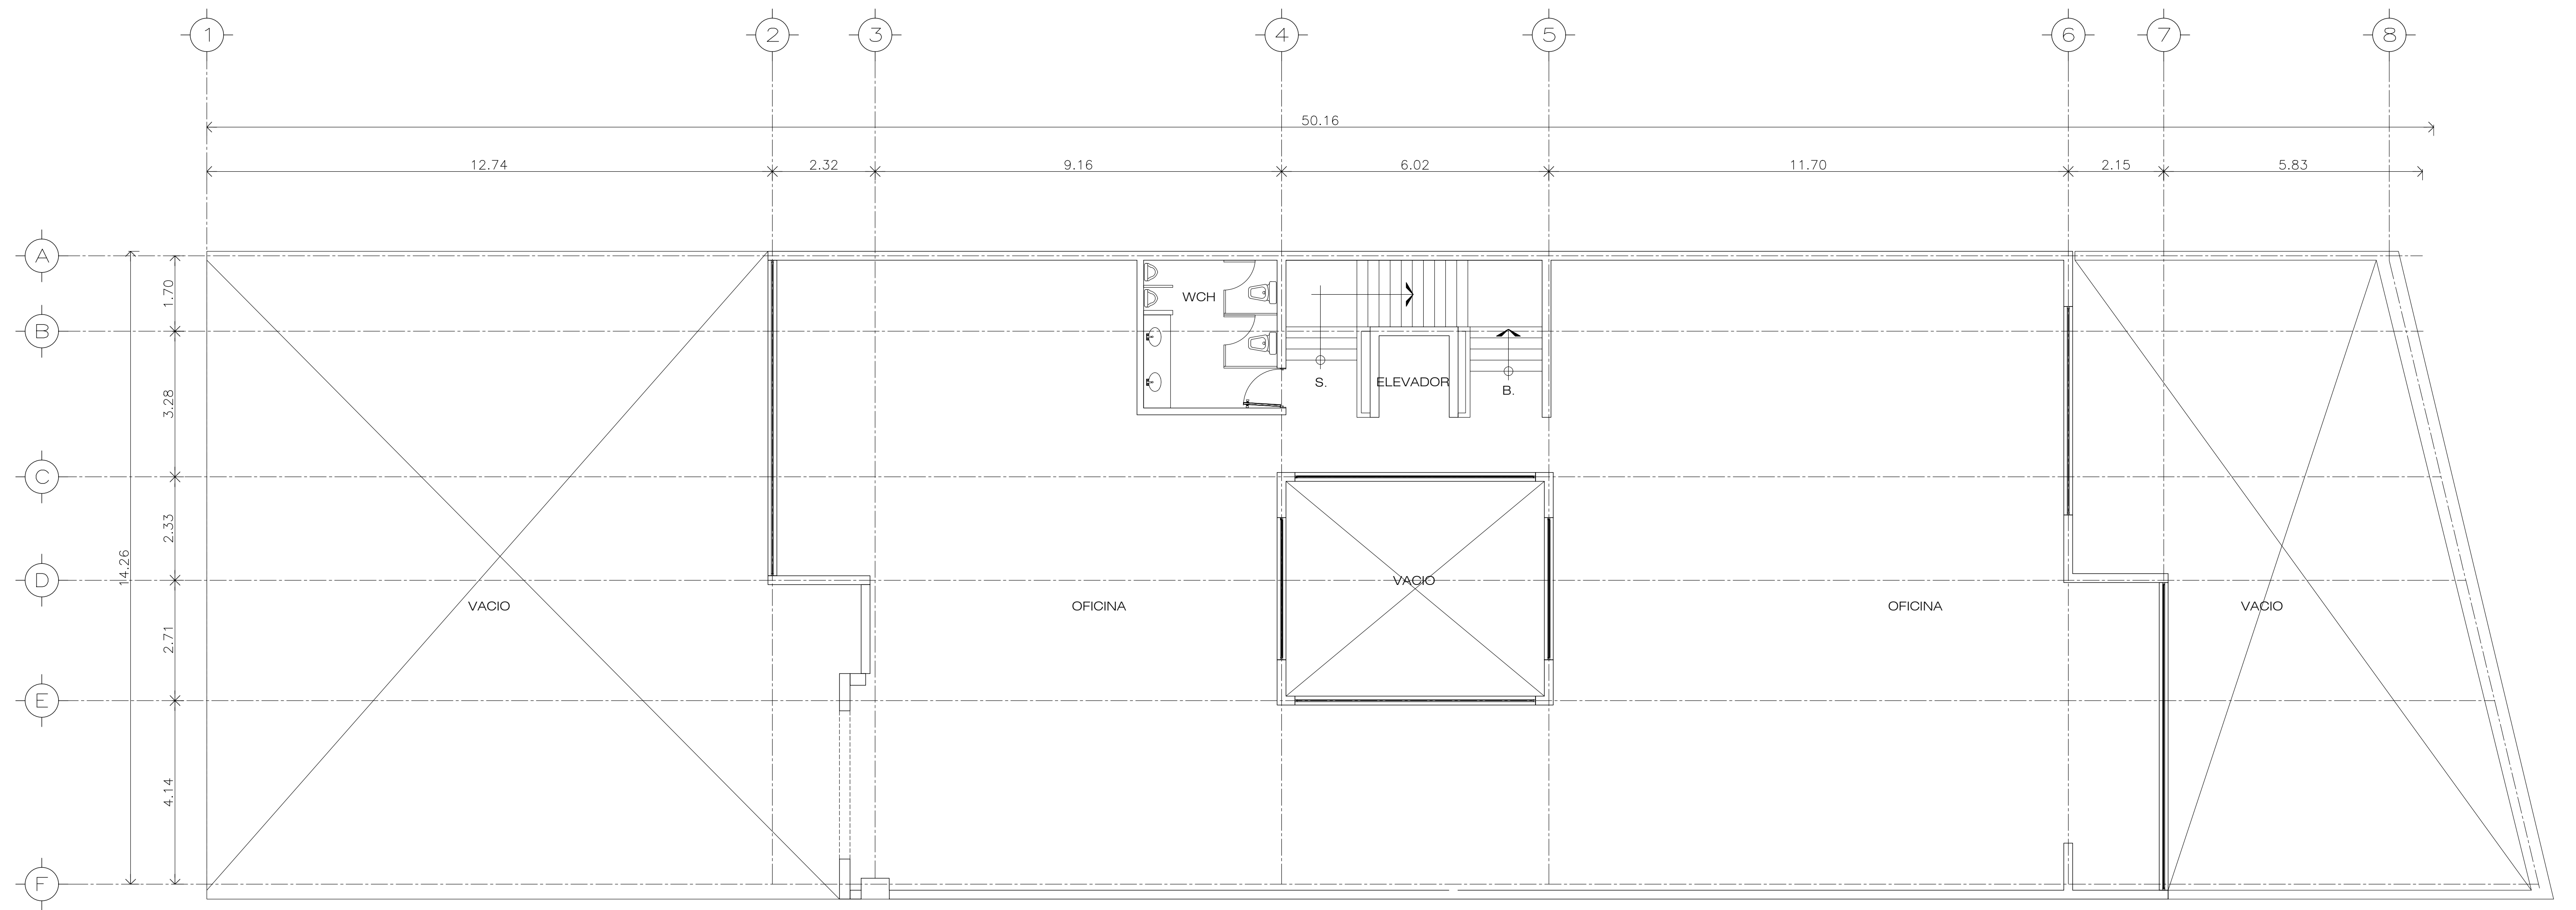 1 2 3 4 5 6 7 8
50.16
12.74 2.32 9.16 6.02 11.70 2.15 5.83
A
1.70
WCH
B
S. ELEVADOR B.
3.28
C
2.33
14.26
D
VACIO
VACIO OFICINA OFICINA VACIO
2.71
E
4.14
F